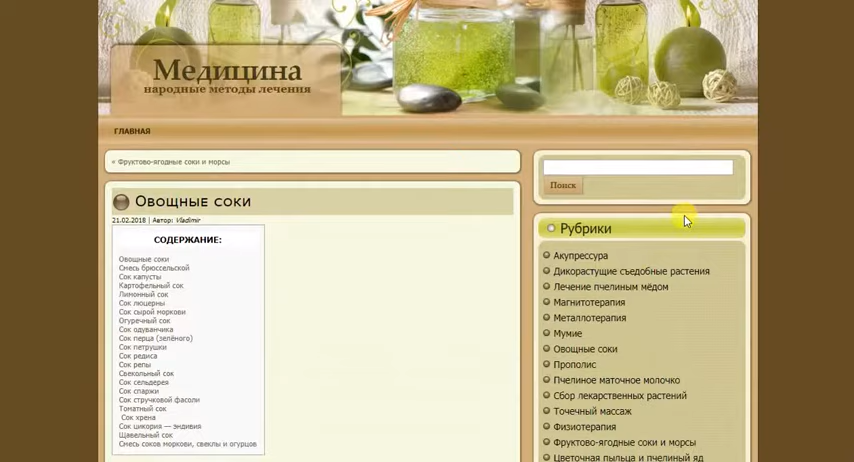 Медицина
народные методы лечения
ГЛАВНАЯ
« Фруктово-ягодные соки и морсы
Овощные соки
21.02.2018 | Автор: Vladimir
СОДЕРЖАНИЕ:
Овощные соки
Смесь брюссельской
Сок капусты
Картофельный сок
Лимонный сок
Сок люцерны
Сок сырой моркови
Огуречный сок
Сок одуванчика
Сок перца (зелёного)
Сок петрушки
Сок редиса
Сок репы
Свекольный сок
Сок сельдерея
Сок спаржи
Сок стручковой фасоли
Томатный сок
Сок хрена
Сок цикория — эндивия
Щавельный сок
Смесь соков моркови, свеклы и огурцов
Поиск
Рубрики
Акупрессура
Дикорастущие съедобные растения
Лечение пчелиным мёдом
Магнитотерапия
Металлотерапия
Мумие
Овощные соки
Прополис
Пчелиное маточное молочко
Сбор лекарственных растений
Точечный массаж
Физиотерапия
Фруктово-ягодные соки и морсы
Цветочная пыльца и пчелиный яд